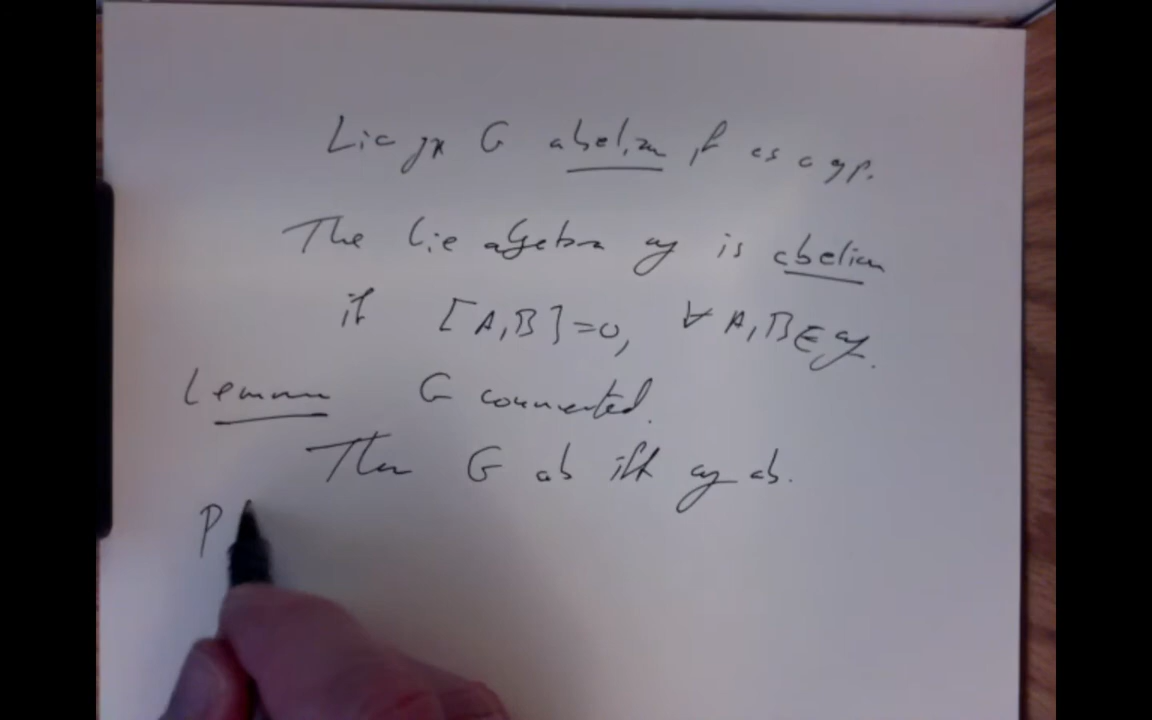 Lie gp G abelian if as a gp.
The Lie algebra 𝔤 is abelian
if [A,B]=0, ∀ A,B∈𝔤.
Lemma G connected.
Then G ab iff 𝔤 ab.
P